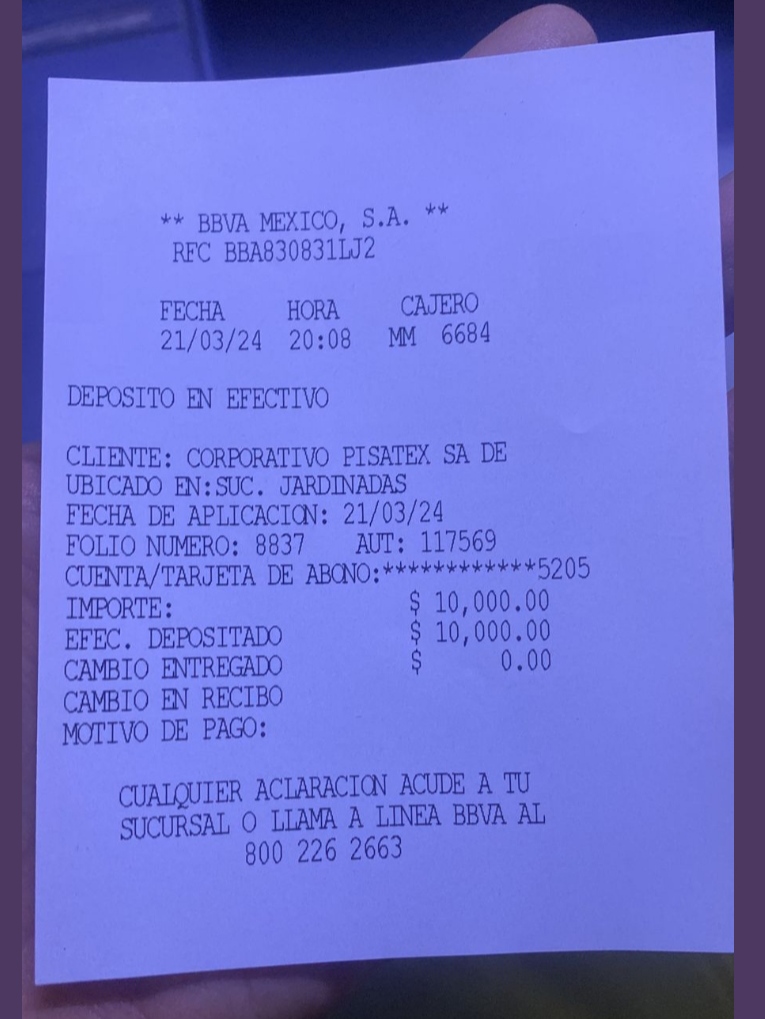 ** BBVA MEXICO, S.A. **
RFC BBA830831LJ2
FECHA HORA CAJERO
21/03/24 20:08 MM 6684
DEPOSITO EN EFECTIVO
CLIENTE: CORPORATIVO PISATEX SA DE
UBICADO EN:SUC. JARDINADAS
FECHA DE APLICACION: 21/03/24
FOLIO NUMERO: 8837 AUT: 117569
CUENTA/TARJETA DE ABONO:************5205
IMPORTE: $ 10,000.00
EFEC. DEPOSITADO $ 10,000.00
CAMBIO ENTREGADO $ 0.00
CAMBIO EN RECIBO
MOTIVO DE PAGO:
CUALQUIER ACLARACION ACUDE A TU
SUCURSAL O LLAMA A LINEA BBVA AL
800 226 2663